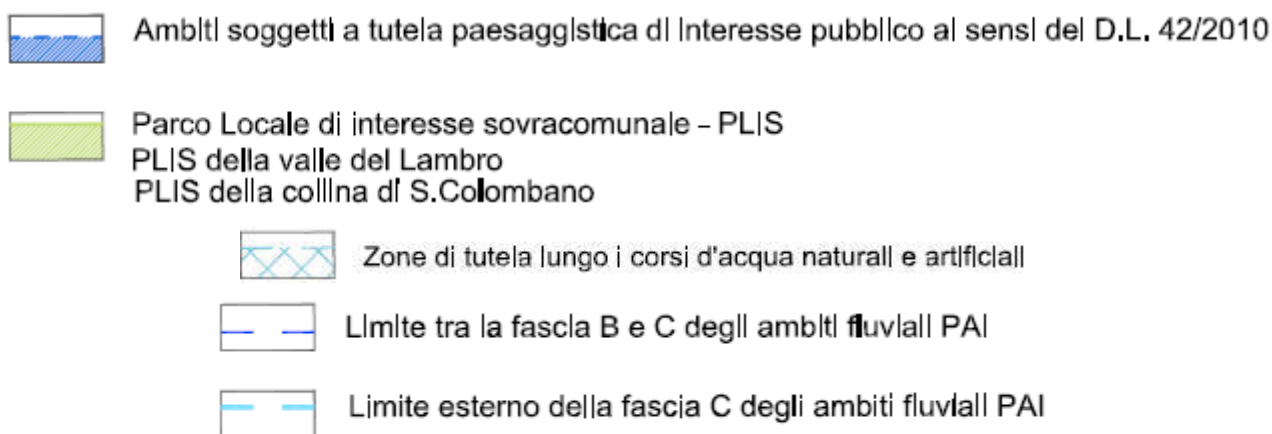 Ambiti soggetti a tutela paesaggistica di interesse pubblico ai sensi del D.L. 42/2010
Parco Locale di interesse sovracomunale - PLIS
PLIS della valle del Lambro
PLIS della collina di S.Colombano
Zone di tutela lungo i corsi d'acqua naturali e artificiali
Limite tra la fascia B e C degli ambiti fluviali PAI
Limite esterno della fascia C degli ambiti fluviali PAI